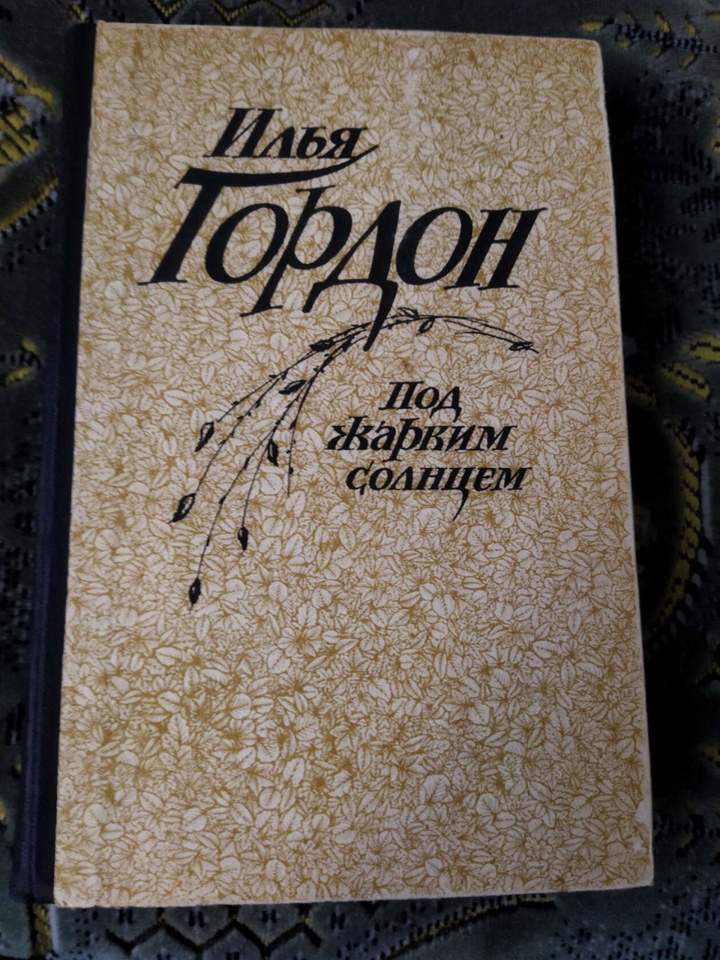 Илья
Гордон
Под
жарким
солнцем